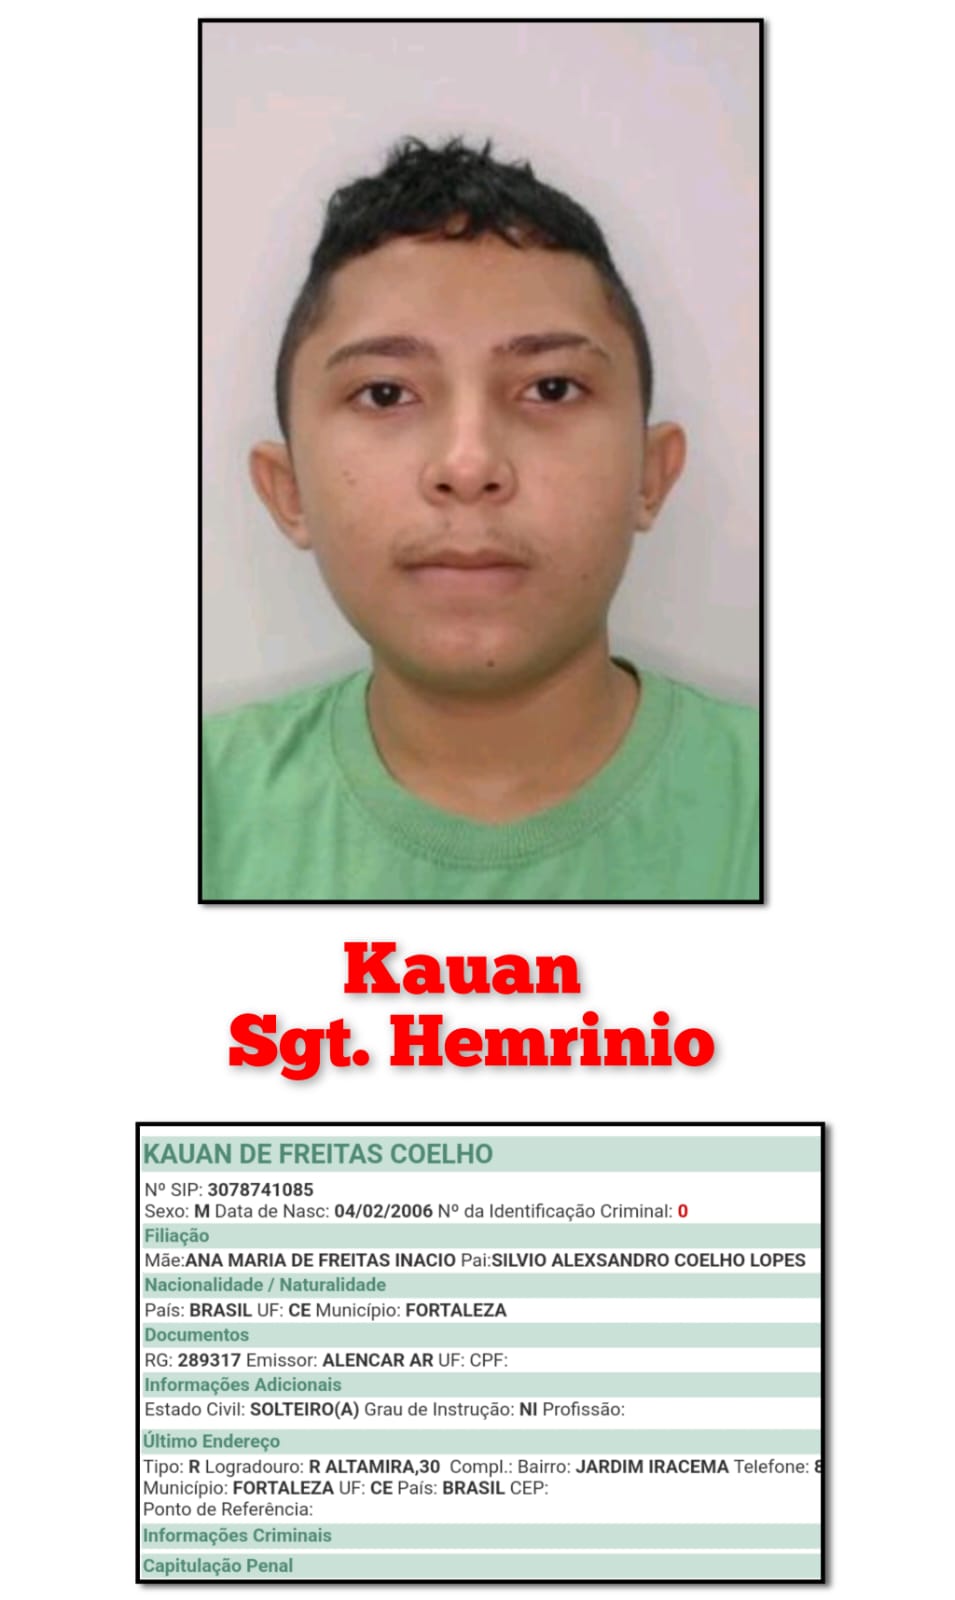 Kauan
Sgt. Hemrinio
KAUAN DE FREITAS COELHO
Nº SIP: 3078741085
Sexo: M Data de Nasc: 04/02/2006 Nº da Identificação Criminal: 0
Filiação
Mãe:ANA MARIA DE FREITAS INACIO Pai:SILVIO ALEXSANDRO COELHO LOPES
Nacionalidade / Naturalidade
País: BRASIL UF: CE Município: FORTALEZA
Documentos
RG: 289317 Emissor: ALENCAR AR UF: CPF:
Informações Adicionais
Estado Civil: SOLTEIRO(A) Grau de Instrução: NI Profissão:
Último Endereço
Tipo: R Logradouro: R ALTAMIRA,30 Compl.: Bairro: JARDIM IRACEMA Telefone:
Município: FORTALEZA UF: CE País: BRASIL CEP:
Ponto de Referência:
Informações Criminais
Capitulação Penal